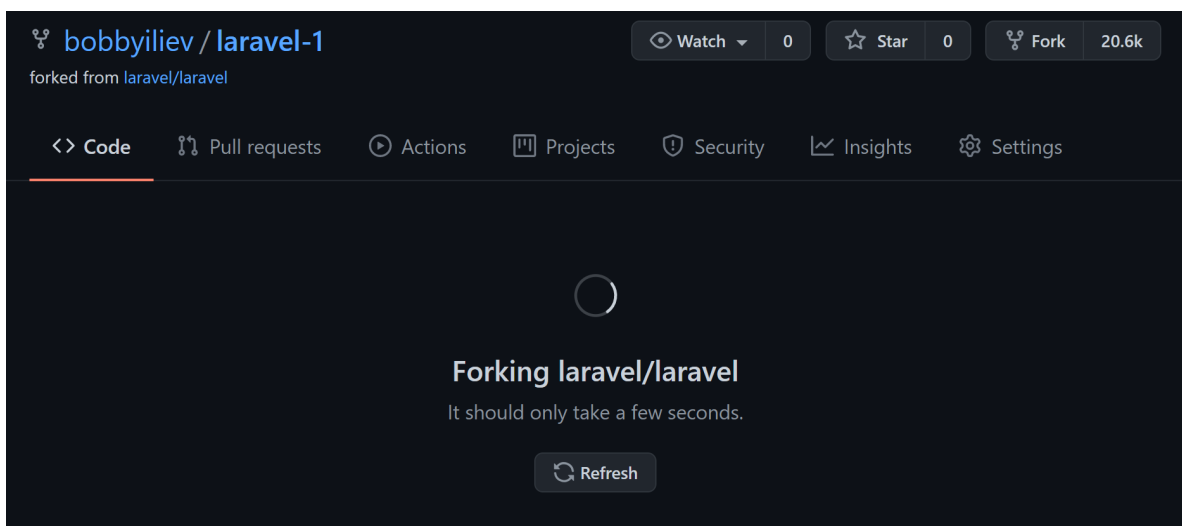 bobbyiliev / laravel-1
Watch 0 Star 0 Fork 20.6k
forked from laravel/laravel
<> Code Pull requests Actions Projects Security Insights Settings
Forking laravel/laravel
It should only take a few seconds.
Refresh